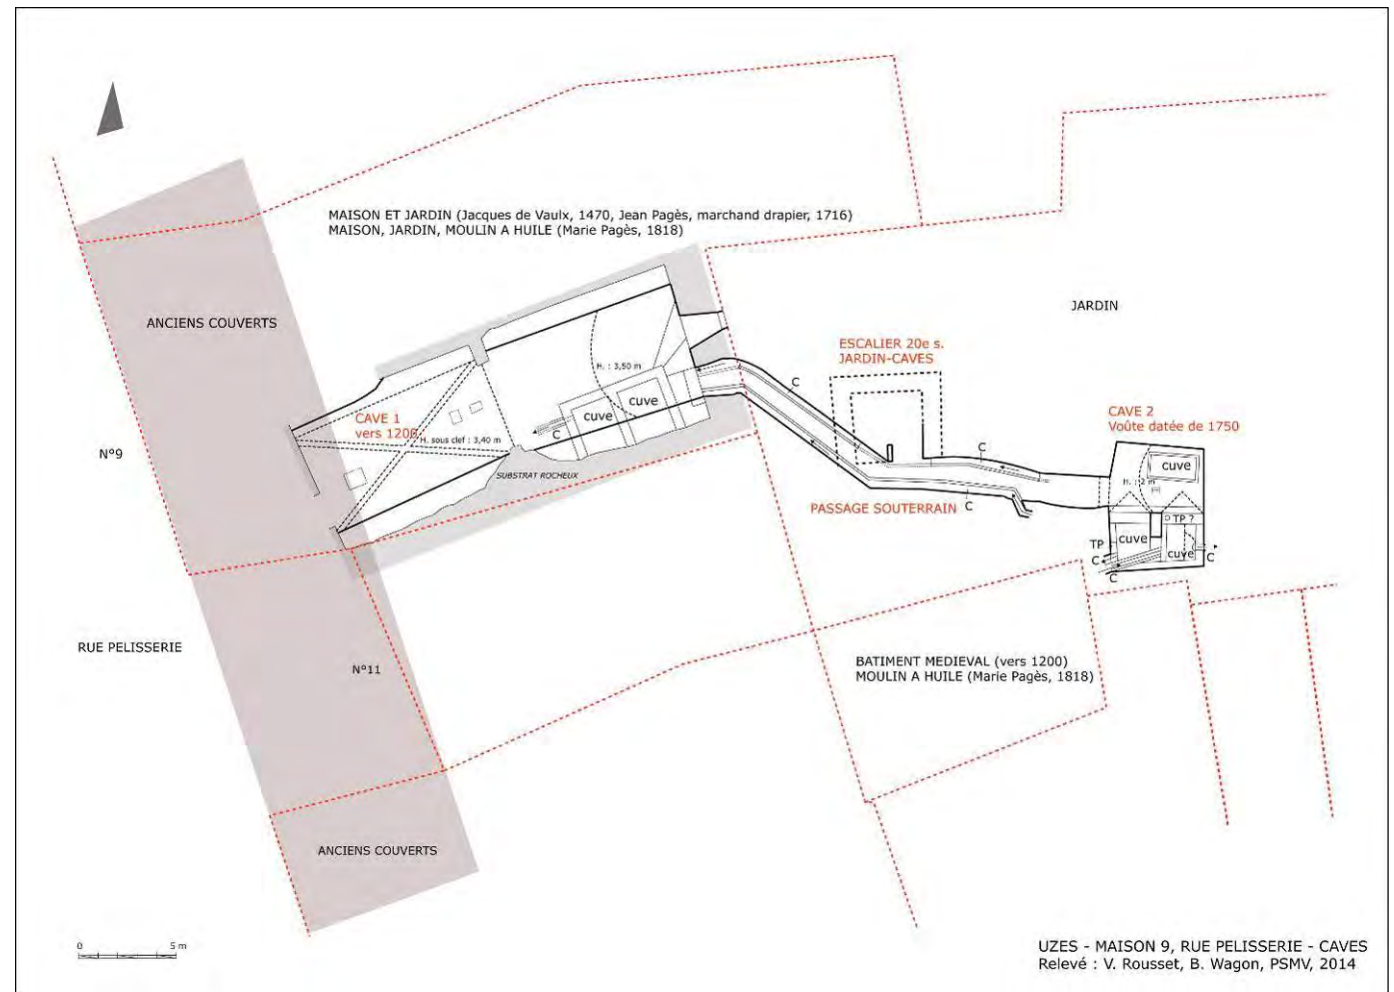 MAISON ET JARDIN (Jacques de Vaulx, 1470, Jean Pagès, marchand drapier, 1716)
MAISON, JARDIN, MOULIN A HUILE (Marie Pagès, 1818)
ANCIENS COUVERTS
JARDIN
ESCALIER 20e s.
JARDIN-CAVES
H. : 3,50 m
C
cuve
cuve
C
CAVE 1
vers 1200
H. sous clef : 3,40 m
CAVE 2
Voûte datée de 1750
N°9
SUBSTRAT ROCHEUX
C
cuve
H. : 2 m
PASSAGE SOUTERRAIN
C
TP ?
TP
cuve
cuve
C
C
C
RUE PELISSERIE
N°11
BATIMENT MEDIEVAL (vers 1200)
MOULIN A HUILE (Marie Pagès, 1818)
ANCIENS COUVERTS
0
5 m
UZES - MAISON 9, RUE PELISSERIE - CAVES
Relevé : V. Rousset, B. Wagon, PSMV, 2014